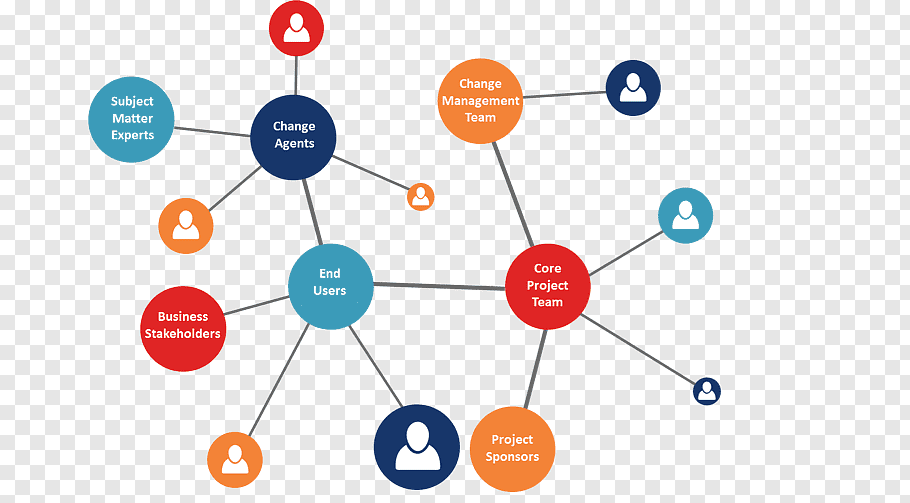 Subject
Matter
Experts
Change
Agents
Change
Management
Team
End
Users
Core
Project
Team
Business
Stakeholders
Project
Sponsors